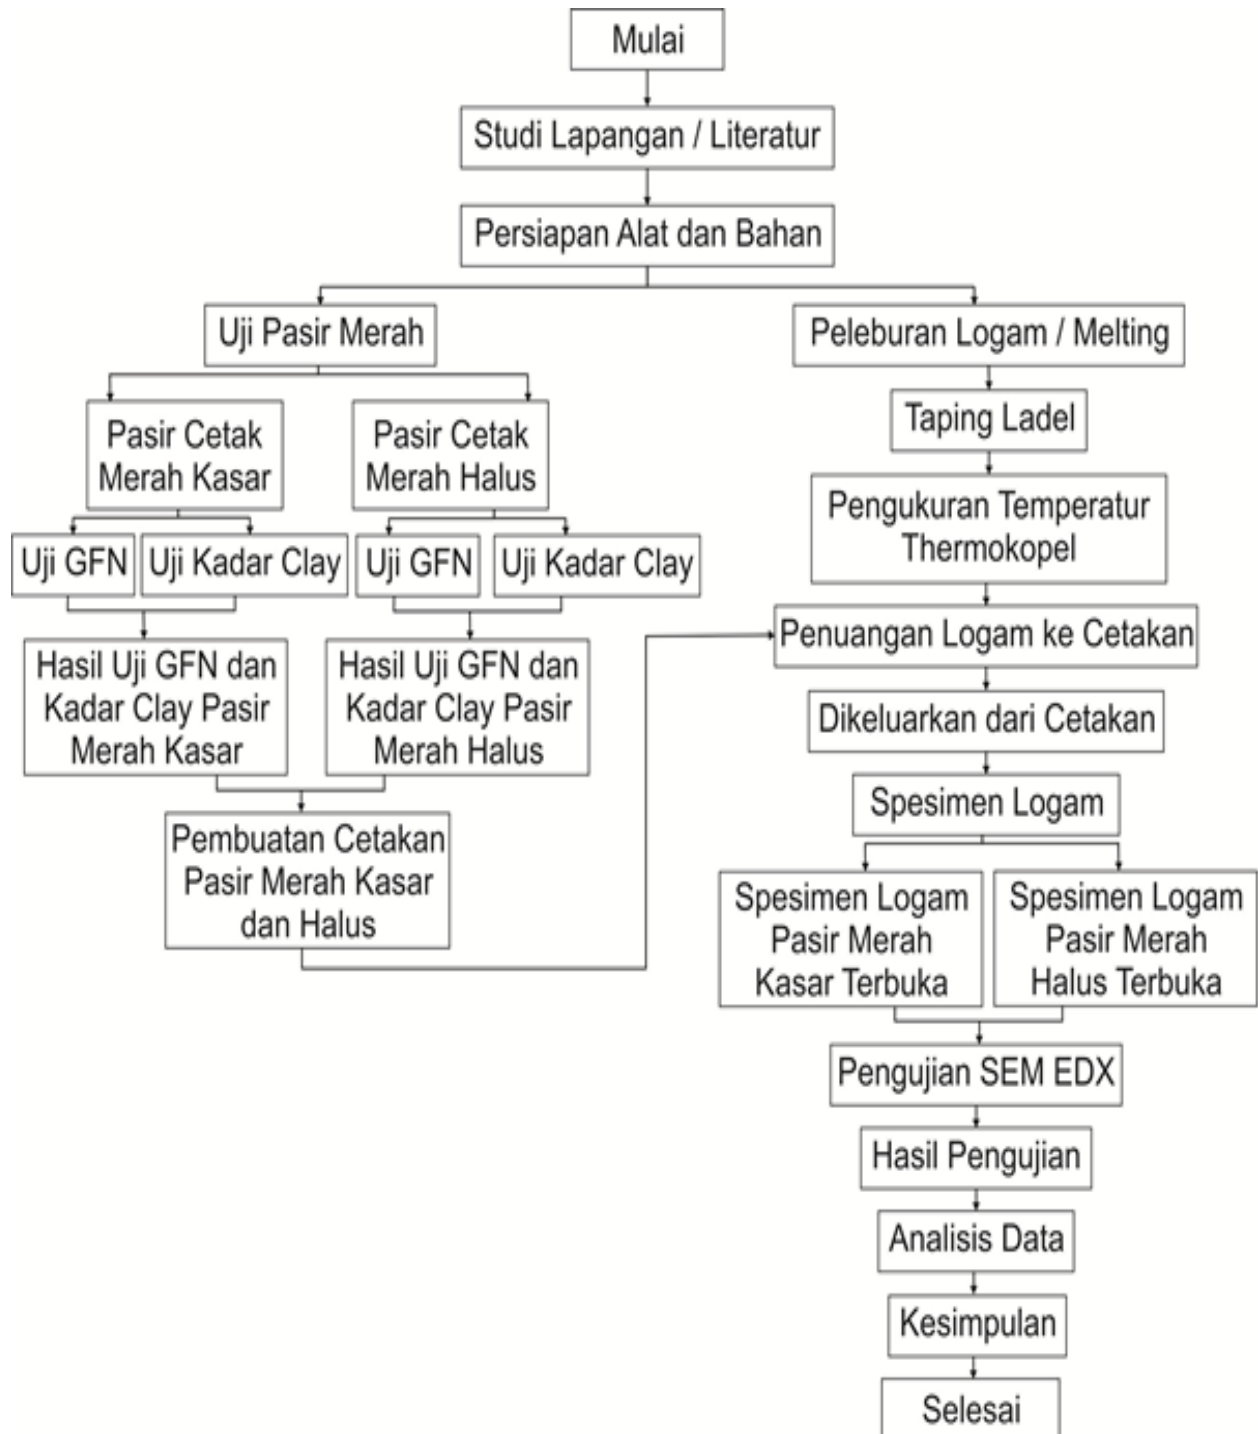 Mulai
Studi Lapangan / Literatur
Persiapan Alat dan Bahan
Uji Pasir Merah
Pasir Cetak
Merah Kasar
Pasir Cetak
Merah Halus
Uji GFN
Uji Kadar Clay
Uji GFN
Uji Kadar Clay
Hasil Uji GFN dan
Kadar Clay Pasir
Merah Kasar
Hasil Uji GFN dan
Kadar Clay Pasir
Merah Halus
Pembuatan Cetakan
Pasir Merah Kasar
dan Halus
Peleburan Logam / Melting
Taping Ladel
Pengukuran Temperatur
Thermokopel
Penuangan Logam ke Cetakan
Dikeluarkan dari Cetakan
Spesimen Logam
Spesimen Logam
Pasir Merah
Kasar Terbuka
Spesimen Logam
Pasir Merah
Halus Terbuka
Pengujian SEM EDX
Hasil Pengujian
Analisis Data
Kesimpulan
Selesai